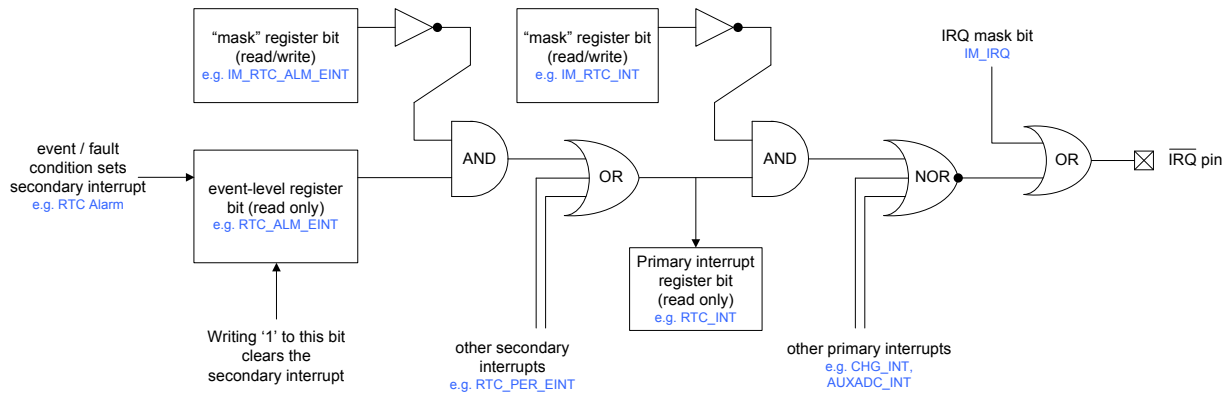 “mask” register bit
(read/write)
e.g. IM_RTC_ALM_EINT
“mask” register bit
(read/write)
e.g. IM_RTC_INT
IRQ mask bit
IM_IRQ
event / fault
condition sets
secondary interrupt
e.g. RTC Alarm
event-level register
bit (read only)
e.g. RTC_ALM_EINT
AND
OR
AND
NOR
OR
IRQ pin
Primary interrupt
register bit
(read only)
e.g. RTC_INT
Writing ‘1’ to this bit
clears the
secondary interrupt
other secondary
interrupts
e.g. RTC_PER_EINT
other primary interrupts
e.g. CHG_INT,
AUXADC_INT